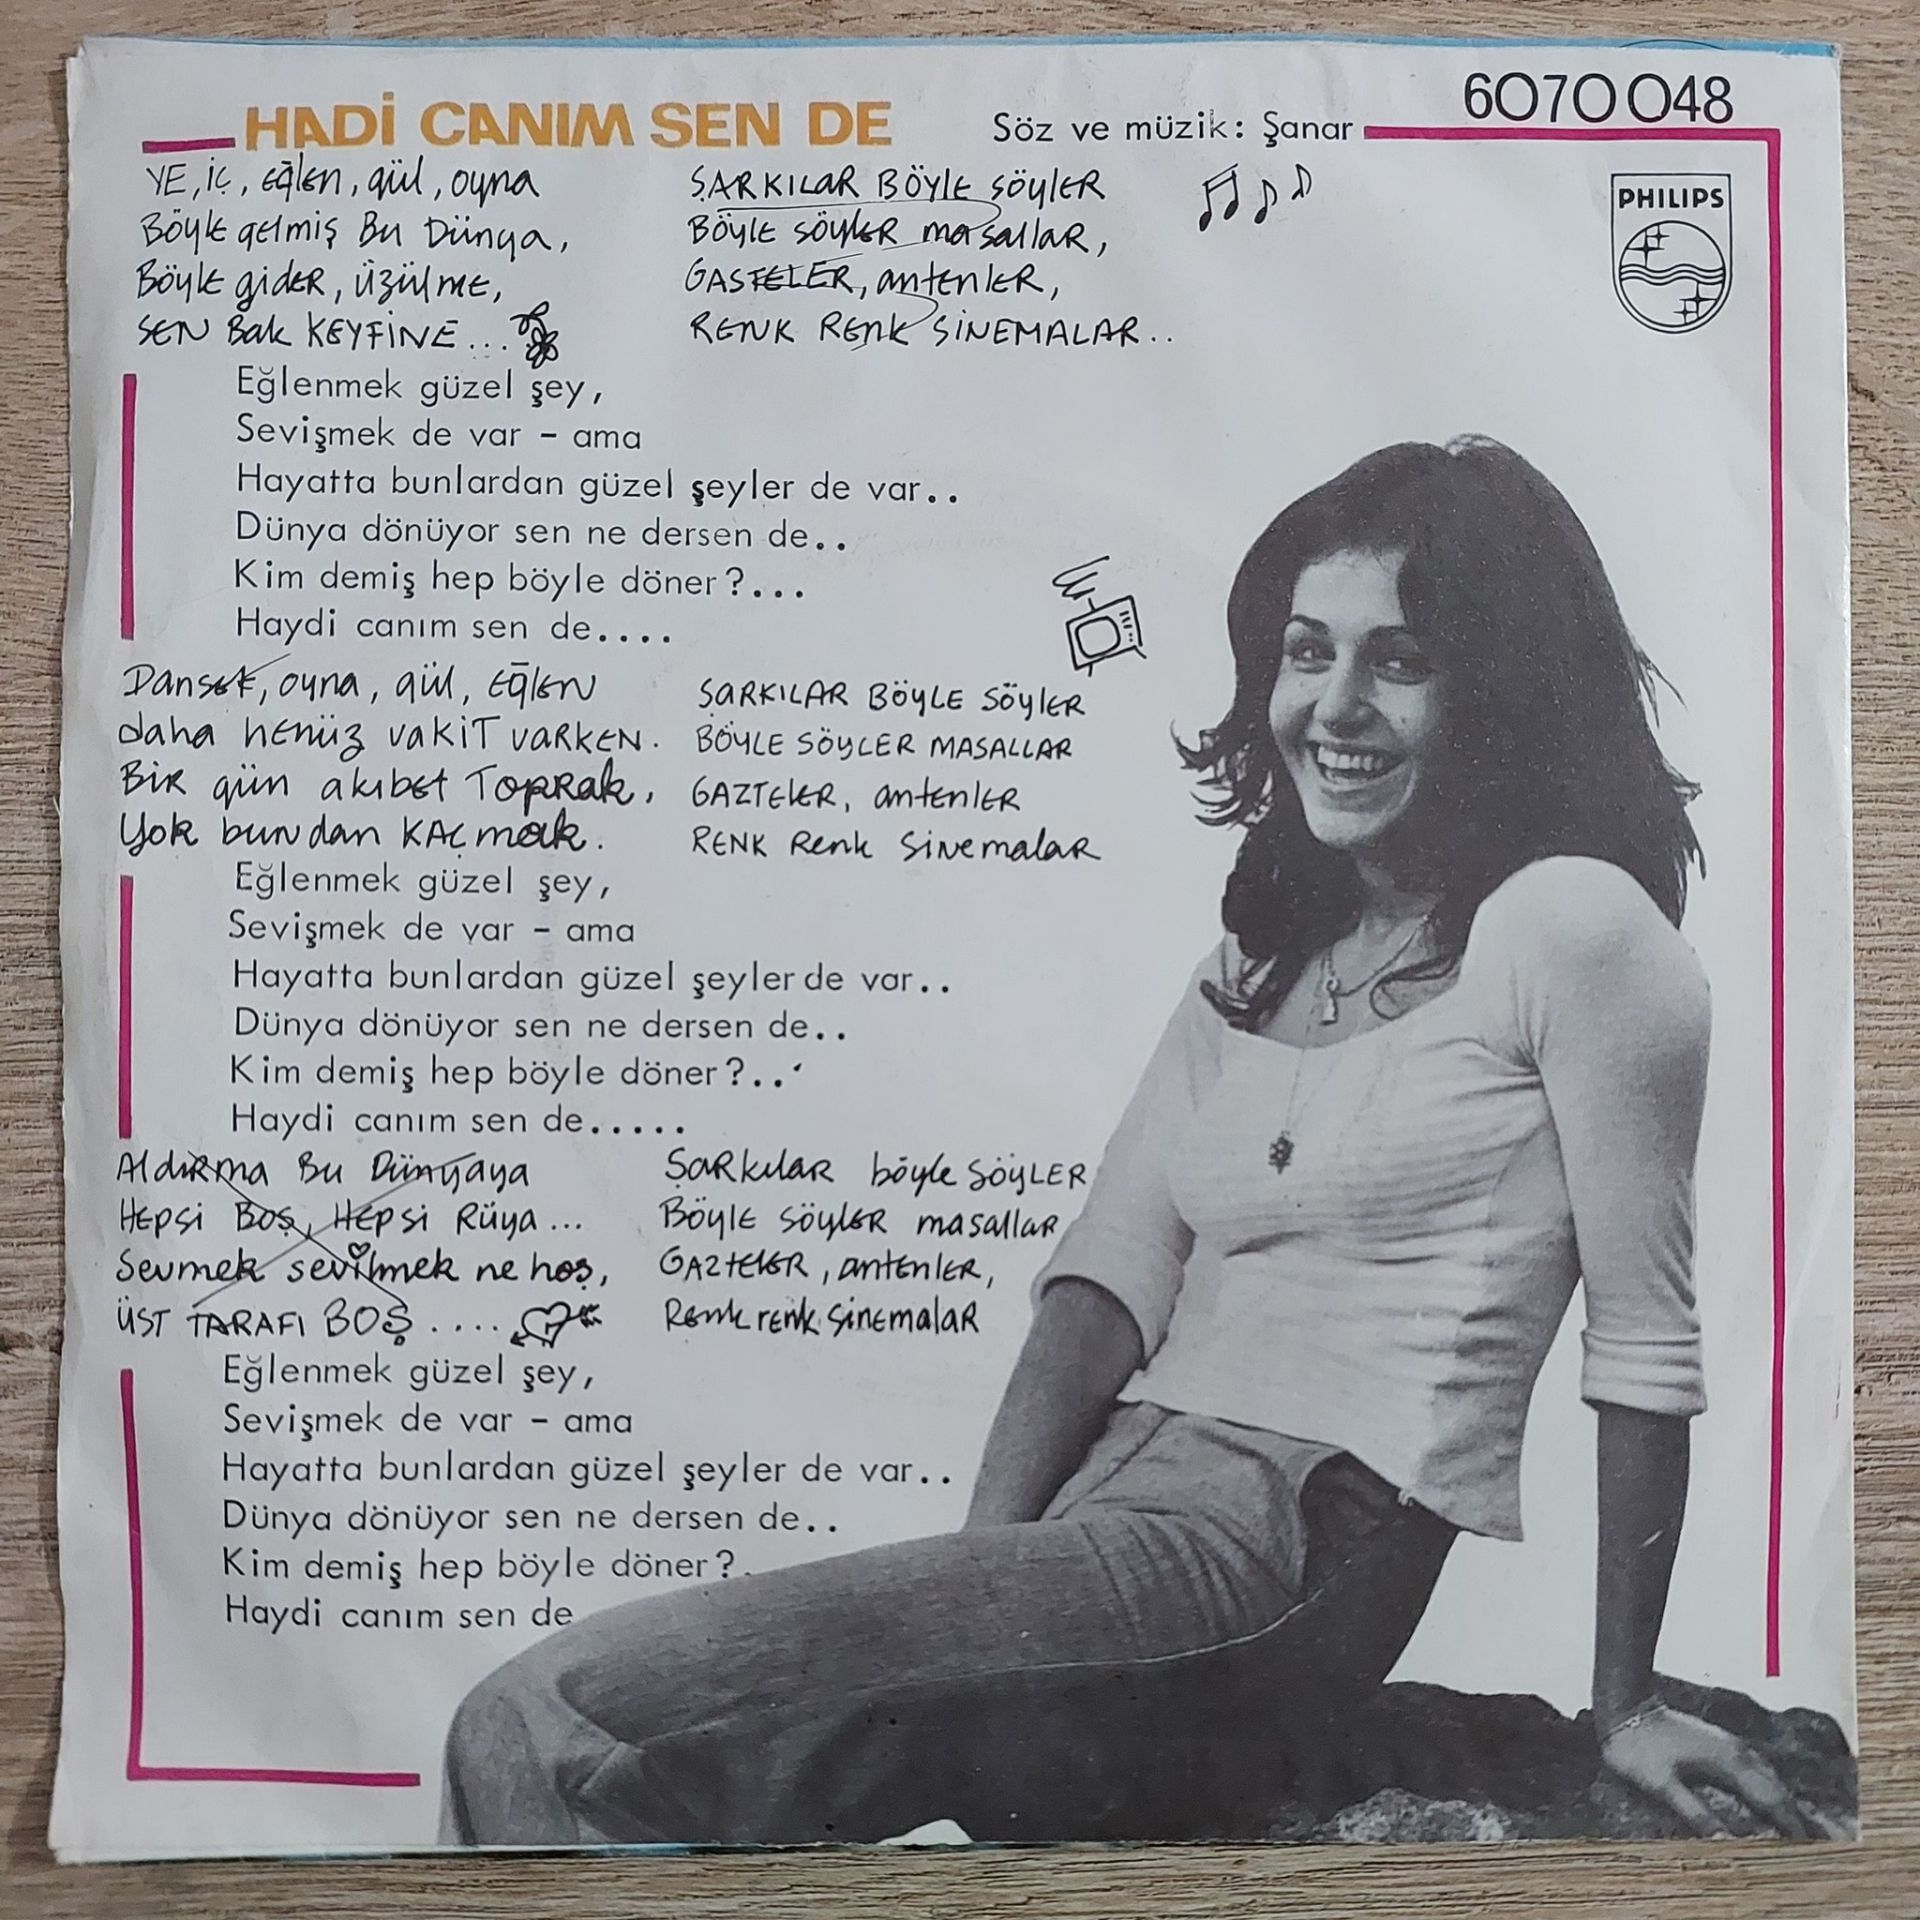 HADİ CANIM SEN DE
Söz ve müzik: Şanar
6070 048
PHILIPS
YE, İÇ, EĞLEN, GÜL, OYNA
BÖYLE GELMİŞ BU DÜNYA,
BÖYLE GİDER, ÜZÜLME,
SEN BAK KEYFİNE...
ŞARKILAR BÖYLE SÖYLER
BÖYLE SÖYLER MASALLAR,
GASTELER, ANTENLER,
RENK RENK SİNEMALAR..
Eğlenmek güzel şey,
Sevişmek de var - ama
Hayatta bunlardan güzel şeyler de var..
Dünya dönüyor sen ne dersen de..
Kim demiş hep böyle döner?...
Haydi canım sen de....
DANSET, OYNA, GÜL, EĞLEN
DAHA HENÜZ VAKİT VARKEN.
BİR GÜN AKIBET TOPRAK,
YOK BUNDAN KAÇMAK.
ŞARKILAR BÖYLE SÖYLER
BÖYLE SÖYLER MASALLAR
GAZTELER, ANTENLER
RENK RENK SİNEMALAR
Eğlenmek güzel şey,
Sevişmek de var - ama
Hayatta bunlardan güzel şeyler de var..
Dünya dönüyor sen ne dersen de..
Kim demiş hep böyle döner?...
Haydi canım sen de.....
ALDIRMA BU DÜNYAYA
HEPSİ BOŞ, HEPSİ RÜYA...
SEVMEK SEVİLMEK NE HOŞ,
ÜST TARAFI BOŞ....
ŞARKILAR BÖYLE SÖYLER
BÖYLE SÖYLER MASALLAR
GAZTELER, ANTENLER,
RENK RENK SİNEMALAR
Eğlenmek güzel şey,
Sevişmek de var - ama
Hayatta bunlardan güzel şeyler de var..
Dünya dönüyor sen ne dersen de..
Kim demiş hep böyle döner?.
Haydi canım sen de